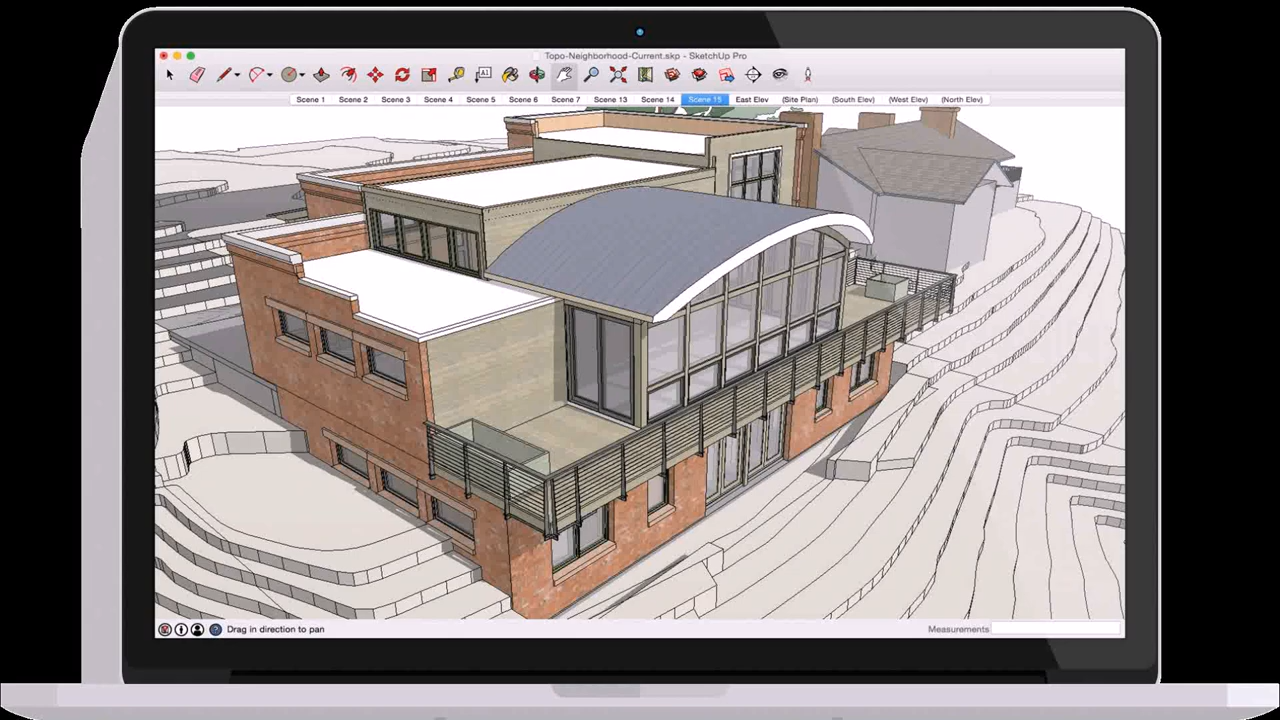 Topo-Neighborhood-Current.skp - SketchUp Pro
A1
Scene 1 Scene 2 Scene 3 Scene 4 Scene 5 Scene 6 Scene 7 Scene 13 Scene 14 Scene 15 East Elev (Site Plan) (South Elev) (West Elev) (North Elev)
Drag in direction to pan Measurements